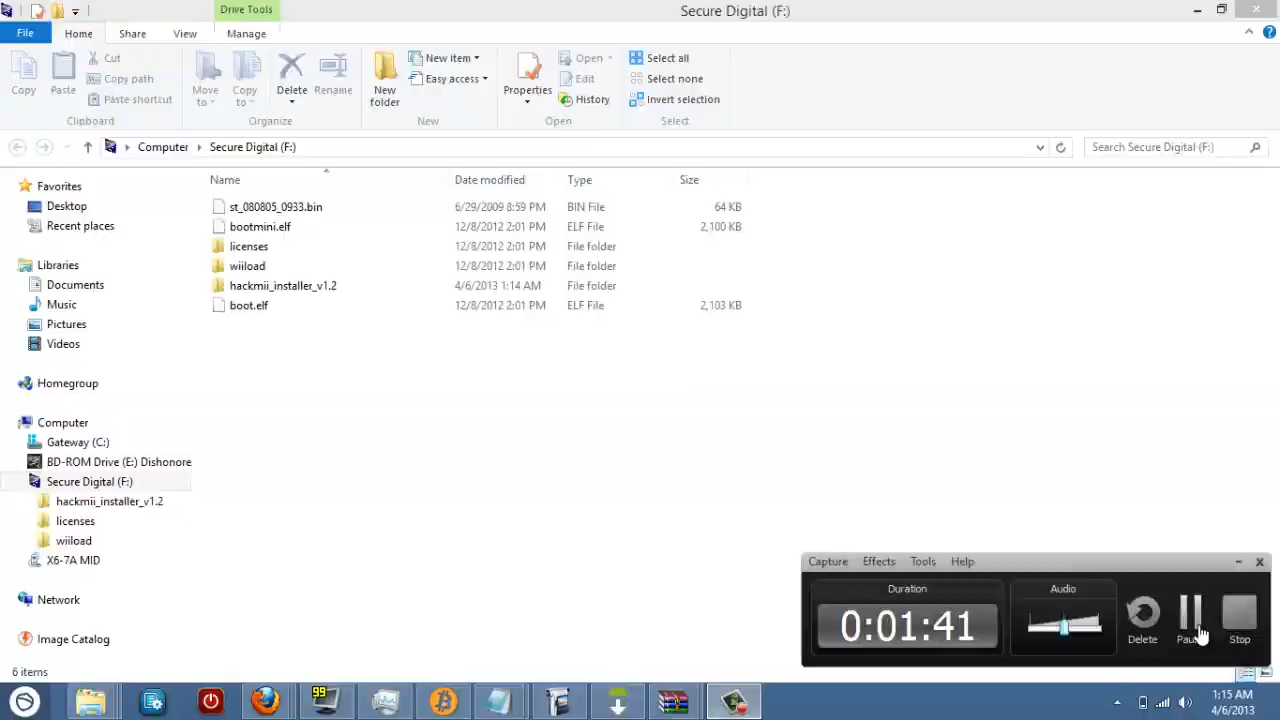 Drive Tools
Secure Digital (F:)
File Home Share View Manage
Copy
Paste
Cut
Copy path
Paste shortcut
Clipboard
Move to
Copy to
Delete
Rename
Organize
New folder
New item
Easy access
New
Properties
Open
Edit
History
Open
Select all
Select none
Invert selection
Select
Computer Secure Digital (F:)
Search Secure Digital (F:)
Name Date modified Type Size
st_080805_0933.bin 6/29/2009 8:59 PM BIN File 64 KB
bootmini.elf 12/8/2012 2:01 PM ELF File 2,100 KB
licenses 12/8/2012 2:01 PM File folder
wiiload 12/8/2012 2:01 PM File folder
hackmii_installer_v1.2 4/6/2013 1:14 AM File folder
boot.elf 12/8/2012 2:01 PM ELF File 2,103 KB
Favorites
Desktop
Recent places
Libraries
Documents
Music
Pictures
Videos
Homegroup
Computer
Gateway (C:)
BD-ROM Drive (E:) Dishonore
Secure Digital (F:)
hackmii_installer_v1.2
licenses
wiiload
X6-7A MID
Network
Image Catalog
6 items
Capture Effects Tools Help
Duration
0:01:41
Audio
Delete
Stop
99
1:15 AM
4/6/2013